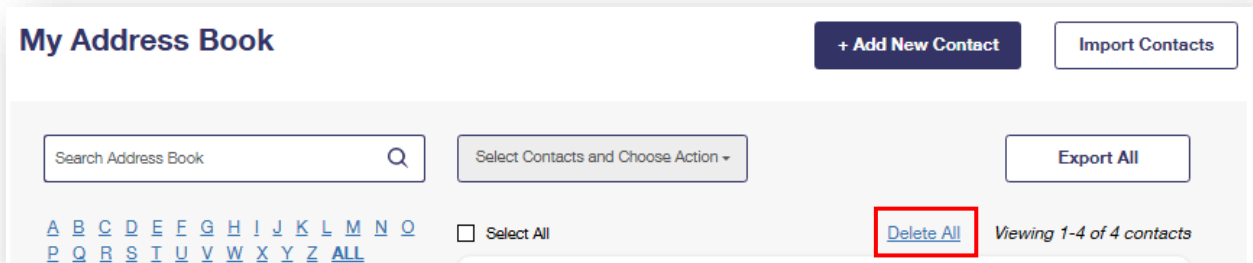 My Address Book
+ Add New Contact
Import Contacts
Search Address Book
Select Contacts and Choose Action
Export All
A B C D E F G H I J K L M N O
P Q R S T U V W X Y Z ALL
Select All
Delete All
Viewing 1-4 of 4 contacts